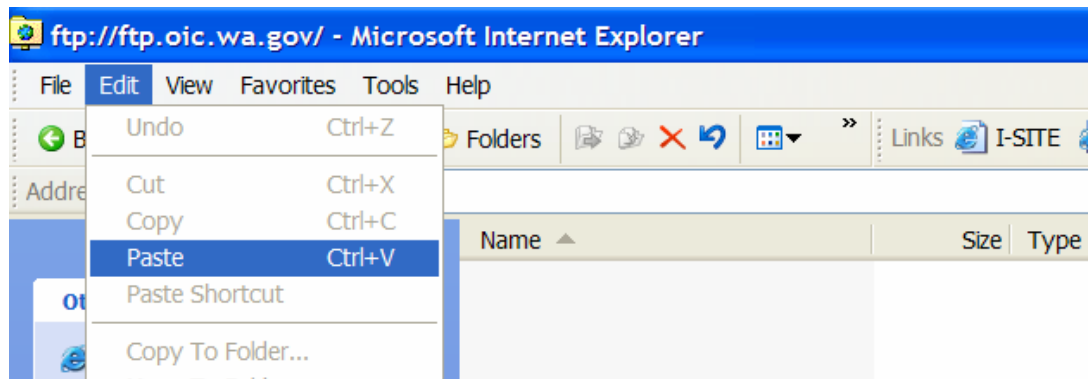 ftp://ftp.oic.wa.gov/ - Microsoft Internet Explorer
File Edit View Favorites Tools Help
Undo Ctrl+Z
Folders » Links I-SITE
Cut Ctrl+X
Copy Ctrl+C
Name Size Type
Paste Ctrl+V
Paste Shortcut
Copy To Folder...